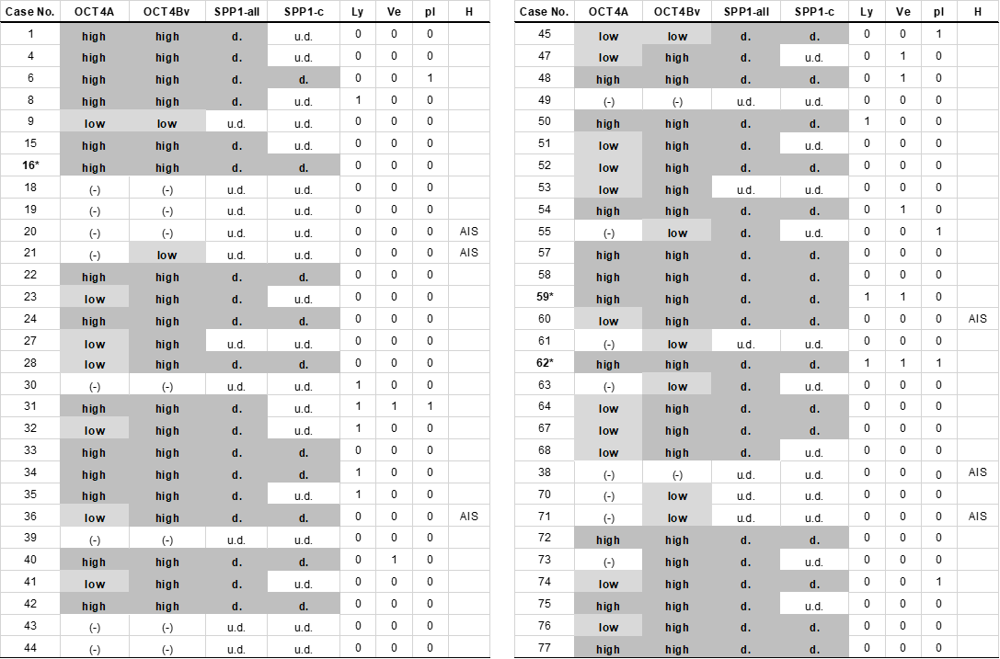 Case No. OCT4A OCT4Bv SPP1-all SPP1-c Ly Ve pl H
1 high high d. u.d. 0 0 0
4 high high d. u.d. 0 0 0
6 high high d. d. 0 0 1
8 high high d. u.d. 1 0 0
9 low low u.d. u.d. 0 0 0
15 high high d. u.d. 0 0 0
16* high high d. d. 0 0 0
18 (-) (-) u.d. u.d. 0 0 0
19 (-) (-) u.d. u.d. 0 0 0
20 (-) (-) u.d. u.d. 0 0 0 AIS
21 (-) low u.d. u.d. 0 0 0 AIS
22 high high d. d. 0 0 0
23 low high d. u.d. 0 0 0
24 high high d. d. 0 0 0
27 low high u.d. u.d. 0 0 0
28 low high d. d. 0 0 0
30 (-) (-) u.d. u.d. 1 0 0
31 high high d. u.d. 1 1 1
32 low high d. u.d. 1 0 0
33 high high d. d. 0 0 0
34 high high d. d. 1 0 0
35 high high d. u.d. 1 0 0
36 low high d. d. 0 0 0 AIS
39 (-) (-) u.d. u.d. 0 0 0
40 high high d. d. 0 1 0
41 low high d. u.d. 0 0 0
42 high high d. d. 0 0 0
43 (-) (-) u.d. u.d. 0 0 0
44 (-) (-) u.d. u.d. 0 0 0
Case No. OCT4A OCT4Bv SPP1-all SPP1-c Ly Ve pl H
45 low low d. d. 0 0 1
47 low high d. u.d. 0 1 0
48 high high d. d. 0 1 0
49 (-) (-) u.d. u.d. 0 0 0
50 high high d. d. 1 0 0
51 low high d. u.d. 0 0 0
52 low high d. d. 0 0 0
53 low high u.d. u.d. 0 0 0
54 high high d. d. 0 1 0
55 (-) low d. u.d. 0 0 1
57 high high d. d. 0 0 0
58 high high d. d. 0 0 0
59* high high d. d. 1 1 0
60 low high d. d. 0 0 0 AIS
61 (-) low u.d. u.d. 0 0 0
62* high high d. d. 1 1 1
63 (-) low d. u.d. 0 0 0
64 low high d. d. 0 0 0
67 low high d. d. 0 0 0
68 low high d. u.d. 0 0 0
38 (-) (-) u.d. u.d. 0 0 0 AIS
70 (-) low u.d. u.d. 0 0 0
71 (-) low u.d. u.d. 0 0 0 AIS
72 high high d. d. 0 0 0
73 (-) high d. u.d. 0 0 0
74 low high d. d. 0 0 1
75 high high d. u.d. 0 0 0
76 low high d. d. 0 0 0
77 high high d. d. 0 0 0